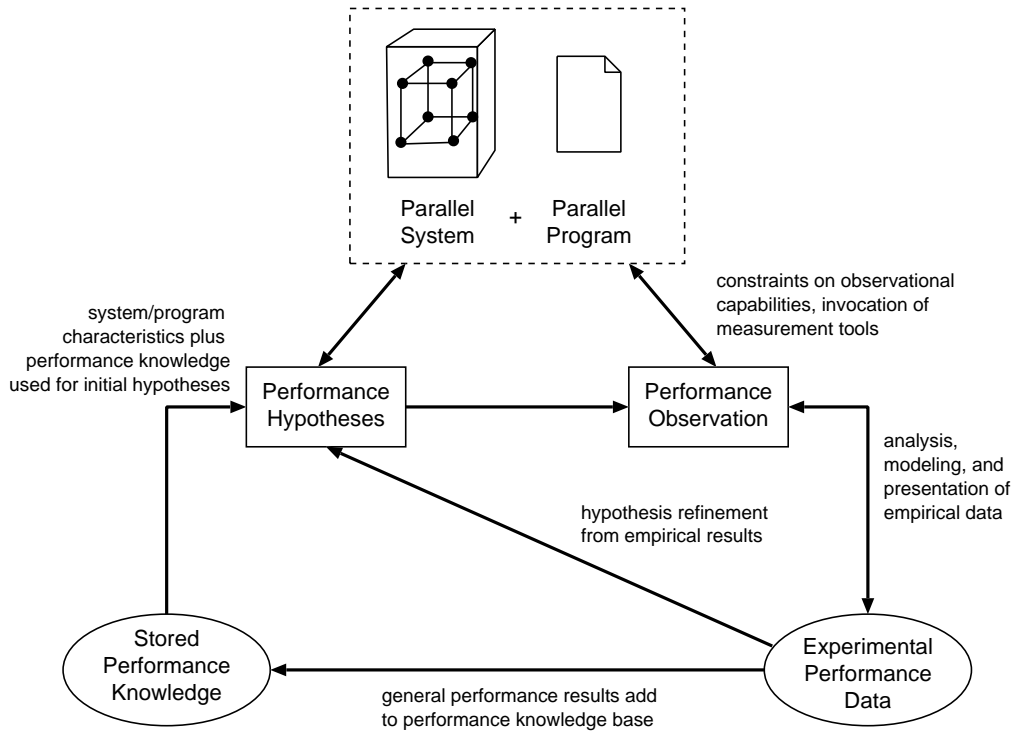 Parallel
System
+
Parallel
Program
system/program
characteristics plus
performance knowledge
used for initial hypotheses
constraints on observational
capabilities, invocation of
measurement tools
Performance
Hypotheses
Performance
Observation
analysis,
modeling, and
presentation of
empirical data
hypothesis refinement
from empirical results
Stored
Performance
Knowledge
general performance results add
to performance knowledge base
Experimental
Performance
Data